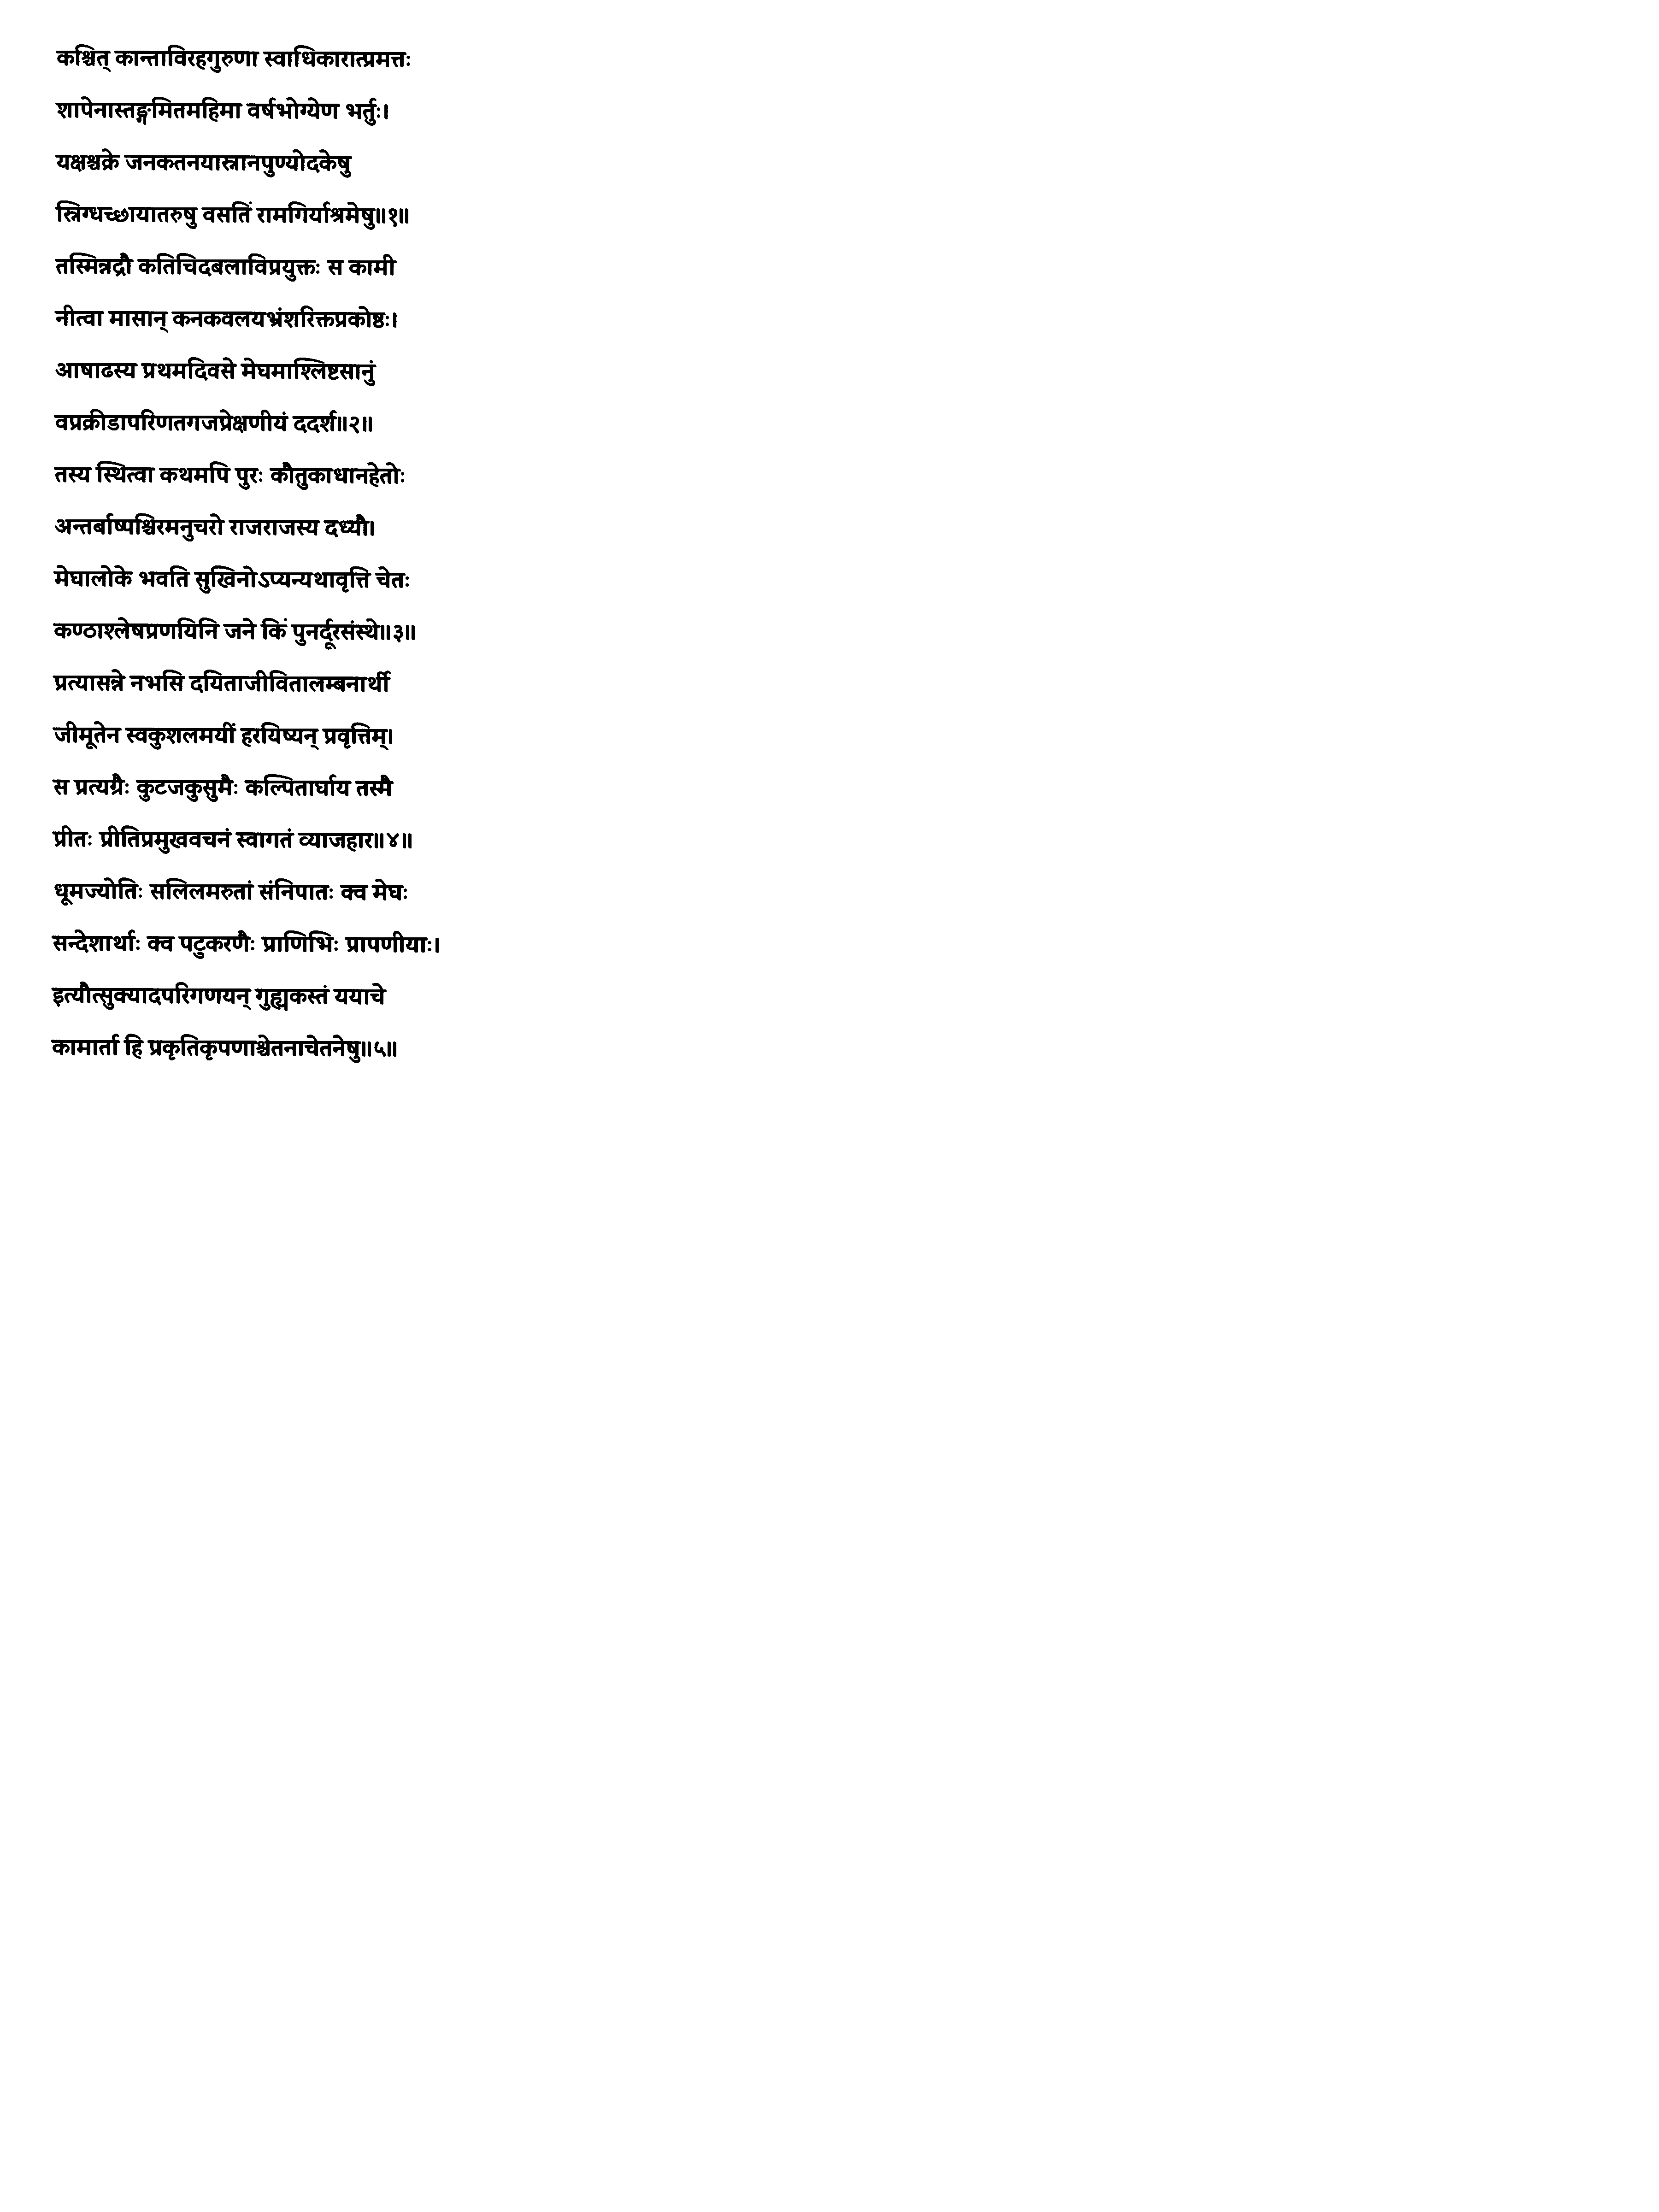 कश्चित् कान्ताविरहगुरुणा स्वाधिकारात्प्रमत्तः
शापेनास्तङ्गमितमहिमा वर्षभोग्येण भर्तुः।
यक्षश्चक्रे जनकतनयास्नानपुण्योदकेषु
स्निग्धच्छायातरुषु वसतिं रामगिर्याश्रमेषु॥१॥
तस्मिन्नद्रौ कतिचिदबलाविप्रयुक्तः स कामी
नीत्वा मासान् कनकवलयभ्रंशरिक्तप्रकोष्ठः।
आषाढस्य प्रथमदिवसे मेघमाश्लिष्टसानुं
वप्रक्रीडापरिणतगजप्रेक्षणीयं ददर्श॥२॥
तस्य स्थित्वा कथमपि पुरः कौतुकाधानहेतोः
अन्तर्बाष्पश्चिरमनुचरो राजराजस्य दध्यौ।
मेघालोके भवति सुखिनोऽप्यन्यथावृत्ति चेतः
कण्ठाश्लेषप्रणयिनि जने किं पुनर्दूरसंस्थे॥३॥
प्रत्यासन्ने नभसि दयिताजीवितालम्बनार्थी
जीमूतेन स्वकुशलमयीं हरयिष्यन् प्रवृत्तिम्।
स प्रत्यग्रैः कुटजकुसुमैः कल्पितार्घाय तस्मै
प्रीतः प्रीतिप्रमुखवचनं स्वागतं व्याजहार॥४॥
धूमज्योतिः सलिलमरुतां संनिपातः क्व मेघः
सन्देशार्थाः क्व पटुकरणैः प्राणिभिः प्रापणीयाः।
इत्यौत्सुक्यादपरिगणयन् गुह्यकस्तं ययाचे
कामार्ता हि प्रकृतिकृपणाश्चेतनाचेतनेषु॥५॥